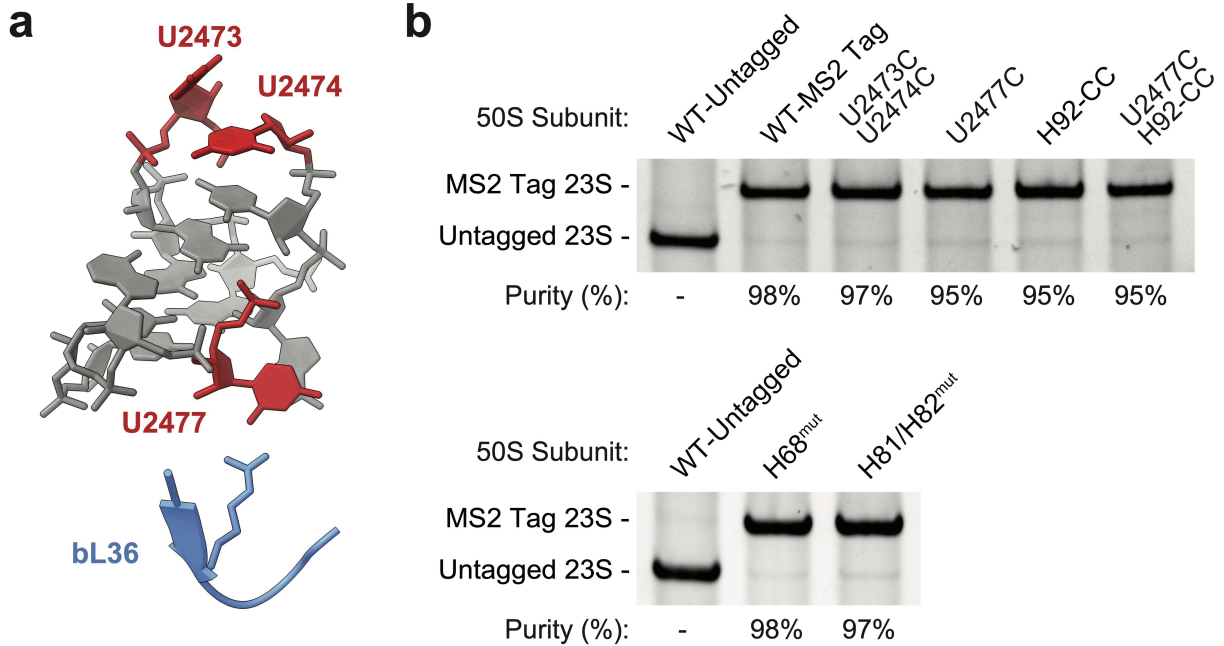 a
U2473
U2474
U2477
bL36
b
50S Subunit:
WT-Untagged
WT-MS2 Tag
U2473C
U2474C
U2477C
H92-CC
U2477C
H92-CC
MS2 Tag 23S -
Untagged 23S -
Purity (%): - 98% 97% 95% 95% 95%
50S Subunit:
WT-Untagged
H68mut
H81/H82mut
MS2 Tag 23S -
Untagged 23S -
Purity (%): - 98% 97%